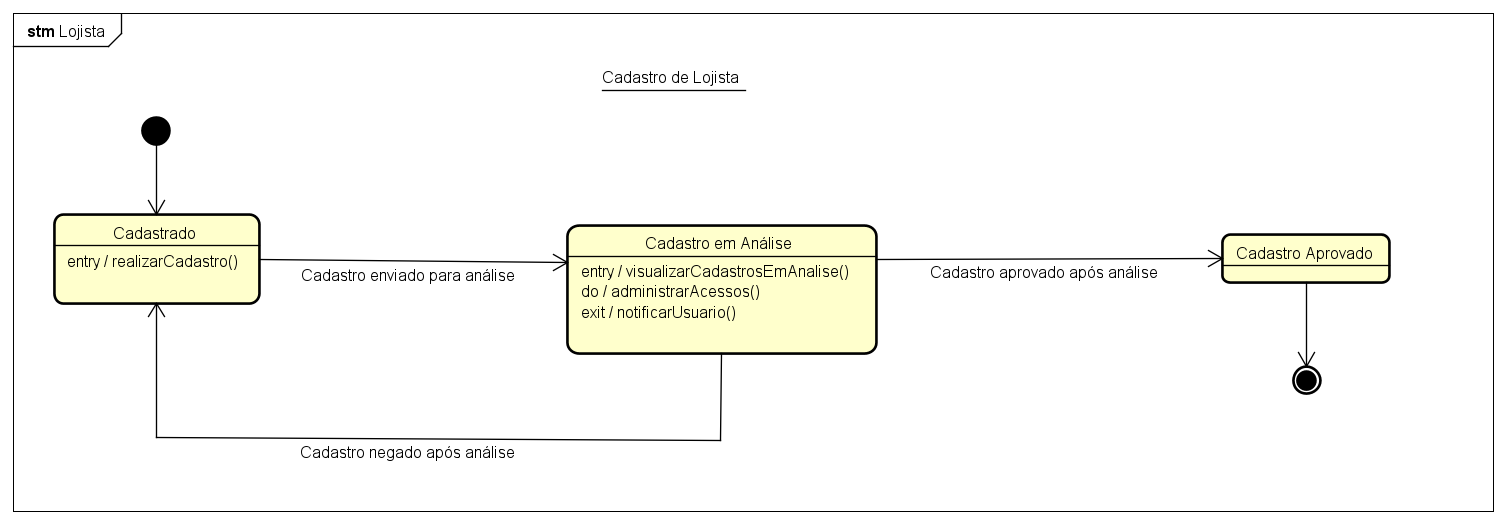 stm Lojista
Cadastro de Lojista
Cadastrado
entry / realizarCadastro()
Cadastro enviado para análise
Cadastro em Análise
entry / visualizarCadastrosEmAnalise()
do / administrarAcessos()
exit / notificarUsuario()
Cadastro aprovado após análise
Cadastro Aprovado
Cadastro negado após análise